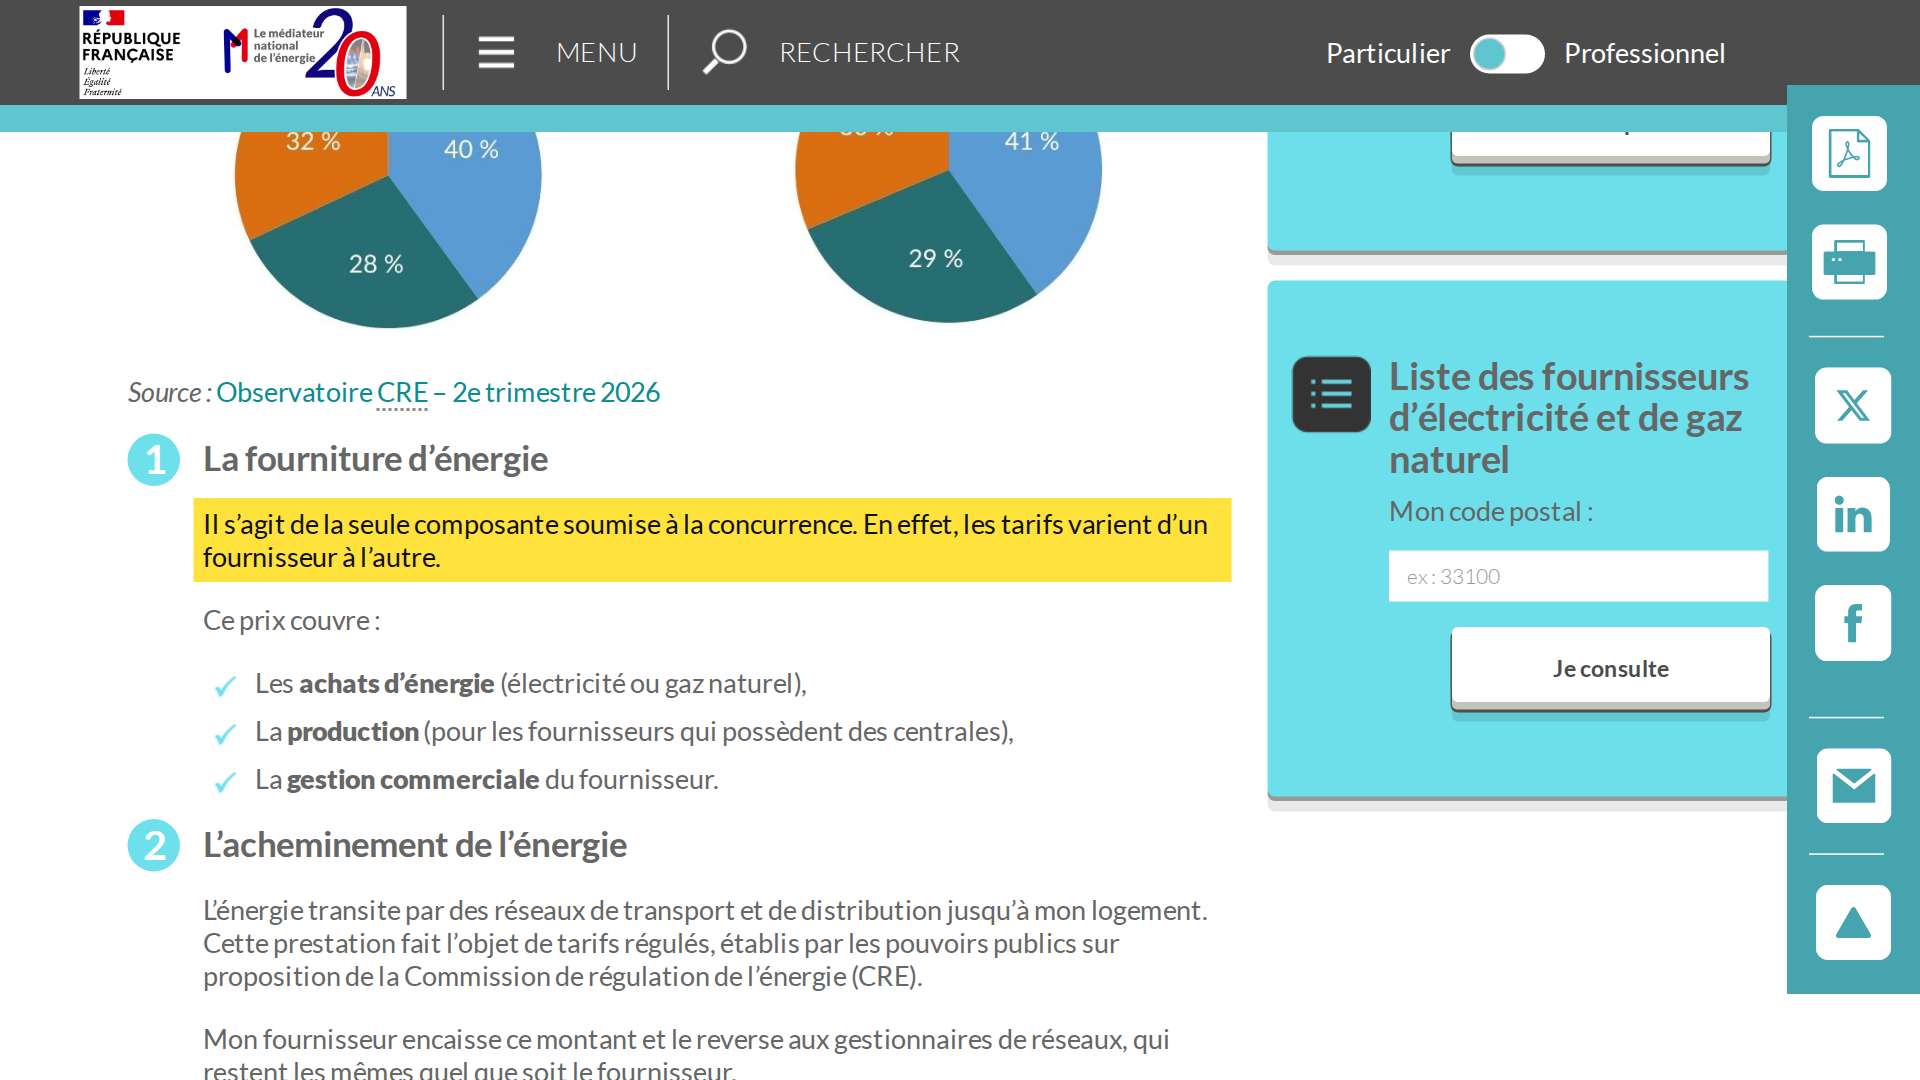 RÉPUBLIQUE
FRANÇAISE
Liberté
Égalité
Fraternité
Le médiateur
national
de l'énergie
20
ANS
MENU
RECHERCHER
Particulier
Professionnel
32 %
40 %
28 %
41 %
29 %
Source : Observatoire CRE – 2e trimestre 2026
1 La fourniture d’énergie
Il s’agit de la seule composante soumise à la concurrence. En effet, les tarifs varient d’un
fournisseur à l’autre.
Ce prix couvre :
Les achats d’énergie (électricité ou gaz naturel),
La production (pour les fournisseurs qui possèdent des centrales),
La gestion commerciale du fournisseur.
2 L’acheminement de l’énergie
L’énergie transite par des réseaux de transport et de distribution jusqu’à mon logement.
Cette prestation fait l’objet de tarifs régulés, établis par les pouvoirs publics sur
proposition de la Commission de régulation de l’énergie (CRE).
Mon fournisseur encaisse ce montant et le reverse aux gestionnaires de réseaux, qui
restent les mêmes quel que soit le fournisseur.
Liste des fournisseurs
d’électricité et de gaz
naturel
Mon code postal :
ex : 33100
Je consulte